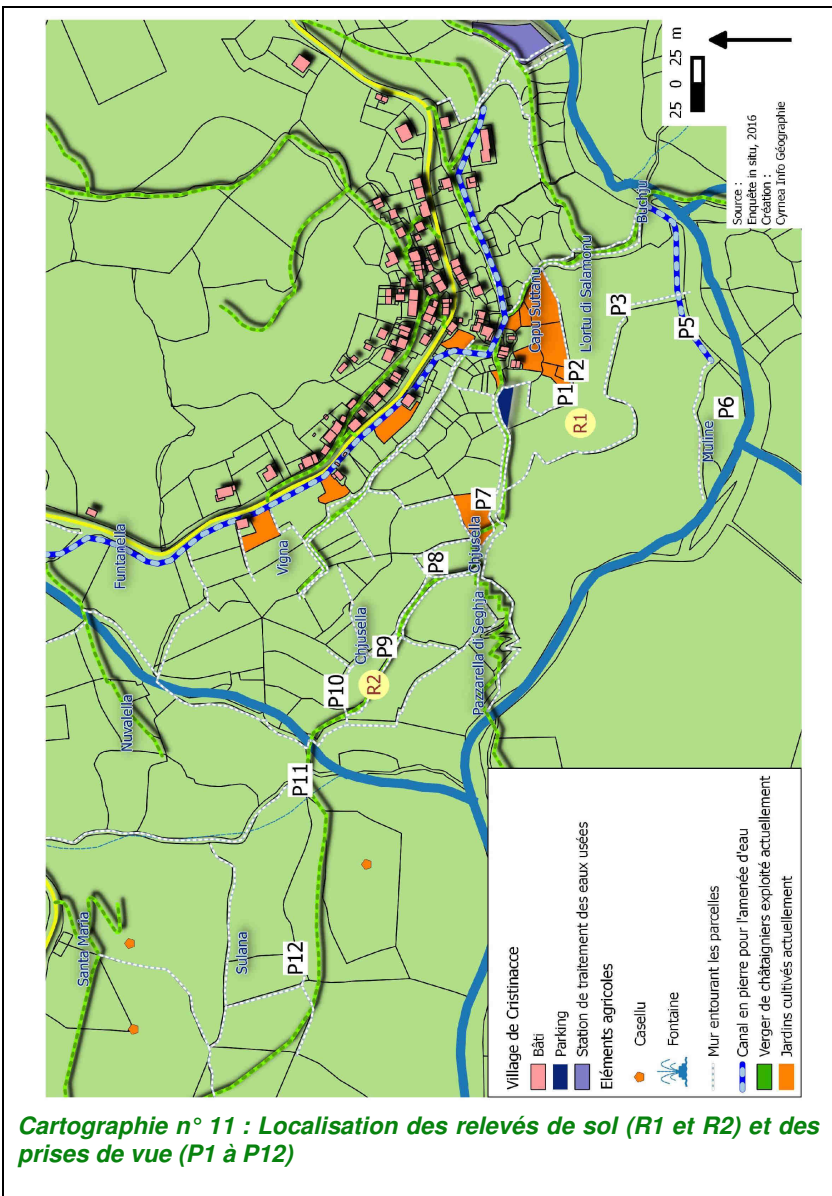 Santa Maria
Sulana
Nuvalella
Funtanella
Vigna
Chjusella
Chjusella
Pazzarella di Seghja
Capu Suttanu
L'ortu di Salamonu
Buchju
Muline
P1
P2
P3
P5
P6
P7
P8
P9
P10
P11
P12
R1
R2
Village de Cristinacce
Bâti
Parking
Station de traitement des eaux usées
Eléments agricoles
Casellu
Fontaine
Mur entourant les parcelles
Canal en pierre pour l'amenée d'eau
Verger de châtaigniers exploité actuellement
Jardins cultivés actuellement
25 0 25 m
Source :
Enquête in situ, 2016
Création :
Cyrnea Info Géographie
Cartographie n° 11 : Localisation des relevés de sol (R1 et R2) et des
prises de vue (P1 à P12)